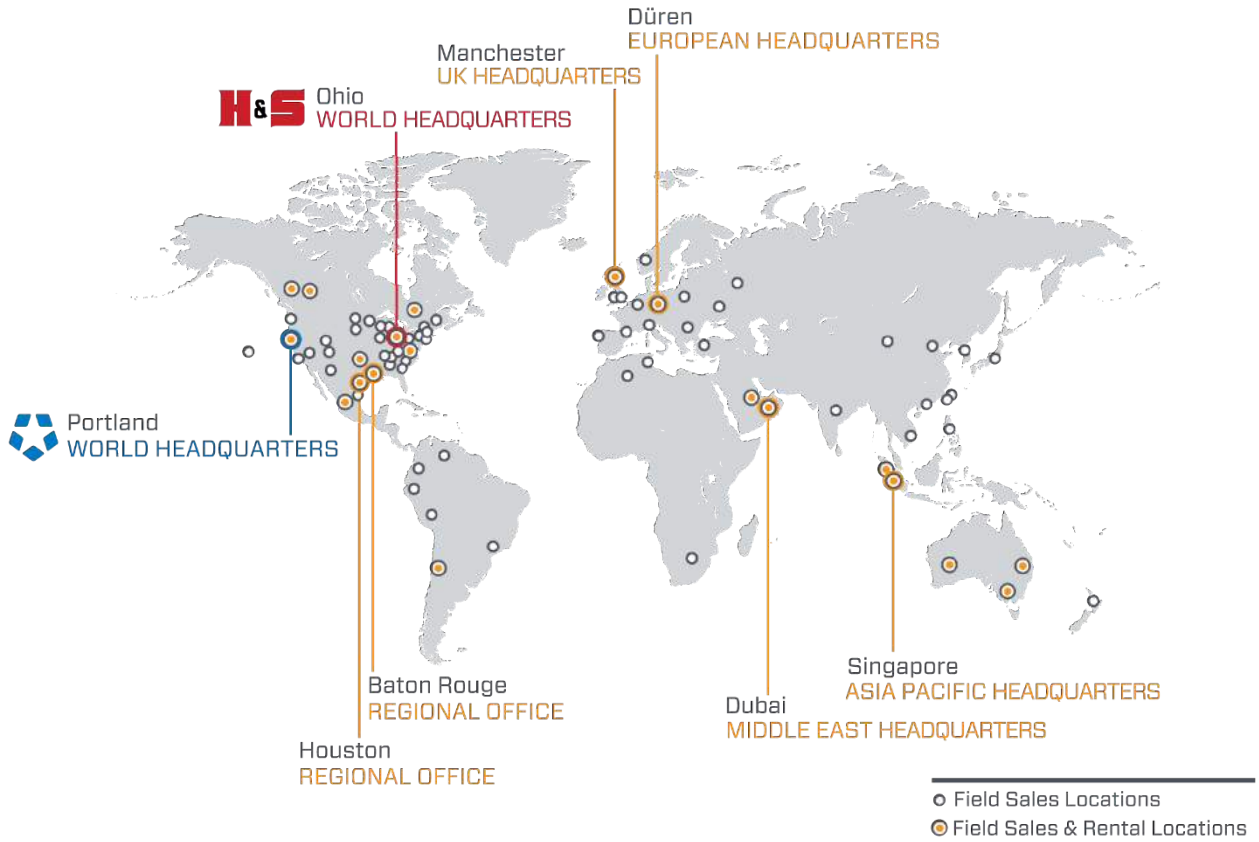 Düren
EUROPEAN HEADQUARTERS
Manchester
UK HEADQUARTERS
H&S
Ohio
WORLD HEADQUARTERS
Portland
WORLD HEADQUARTERS
Singapore
ASIA PACIFIC HEADQUARTERS
Baton Rouge
REGIONAL OFFICE
Dubai
MIDDLE EAST HEADQUARTERS
Houston
REGIONAL OFFICE
Field Sales Locations
Field Sales & Rental Locations